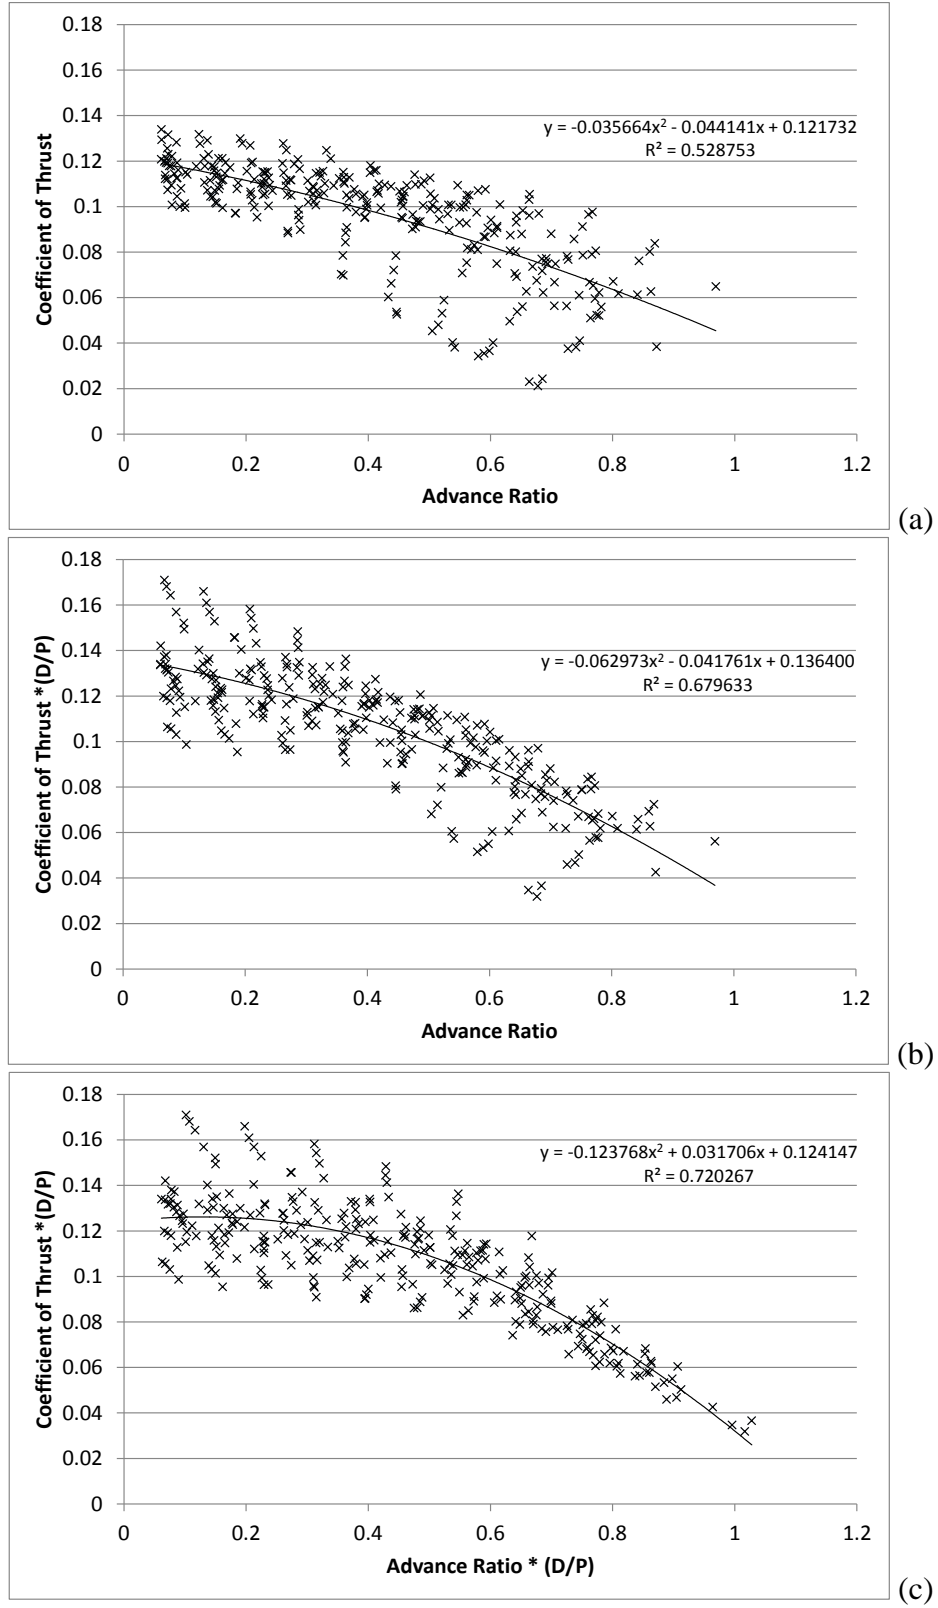 0.18
0.16
0.14
0.12
0.1
0.08
0.06
0.04
0.02
0
Coefficient of Thrust
y = -0.035664x² - 0.044141x + 0.121732
R² = 0.528753
0 0.2 0.4 0.6 0.8 1 1.2
Advance Ratio
(a)
0.18
0.16
0.14
0.12
0.1
0.08
0.06
0.04
0.02
0
Coefficient of Thrust *(D/P)
y = -0.062973x² - 0.041761x + 0.136400
R² = 0.679633
0 0.2 0.4 0.6 0.8 1 1.2
Advance Ratio
(b)
0.18
0.16
0.14
0.12
0.1
0.08
0.06
0.04
0.02
0
Coefficient of Thrust *(D/P)
y = -0.123768x² + 0.031706x + 0.124147
R² = 0.720267
0 0.2 0.4 0.6 0.8 1 1.2
Advance Ratio * (D/P)
(c)